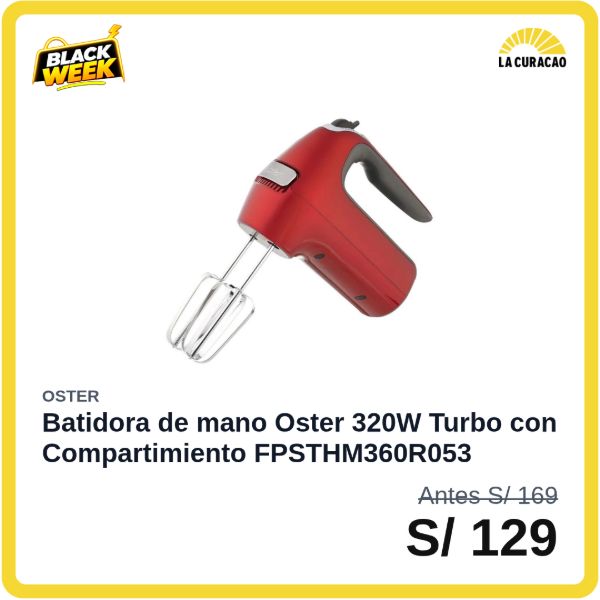 BLACK
WEEK
LA CURACAO
OSTER
Batidora de mano Oster 320W Turbo con
Compartimiento FPSTHM360R053
Antes S/ 169
S/ 129